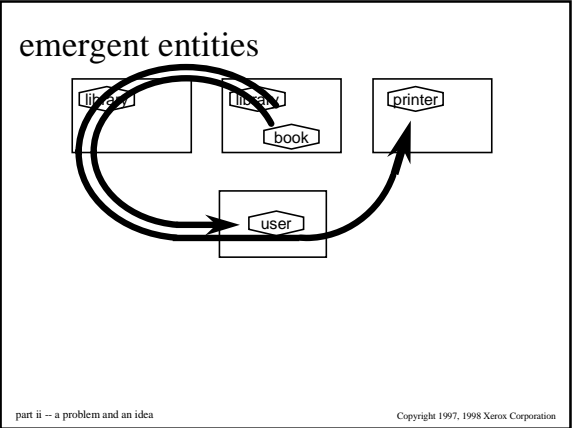 emergent entities
library
library
printer
book
user
part ii -- a problem and an idea
Copyright 1997, 1998 Xerox Corporation